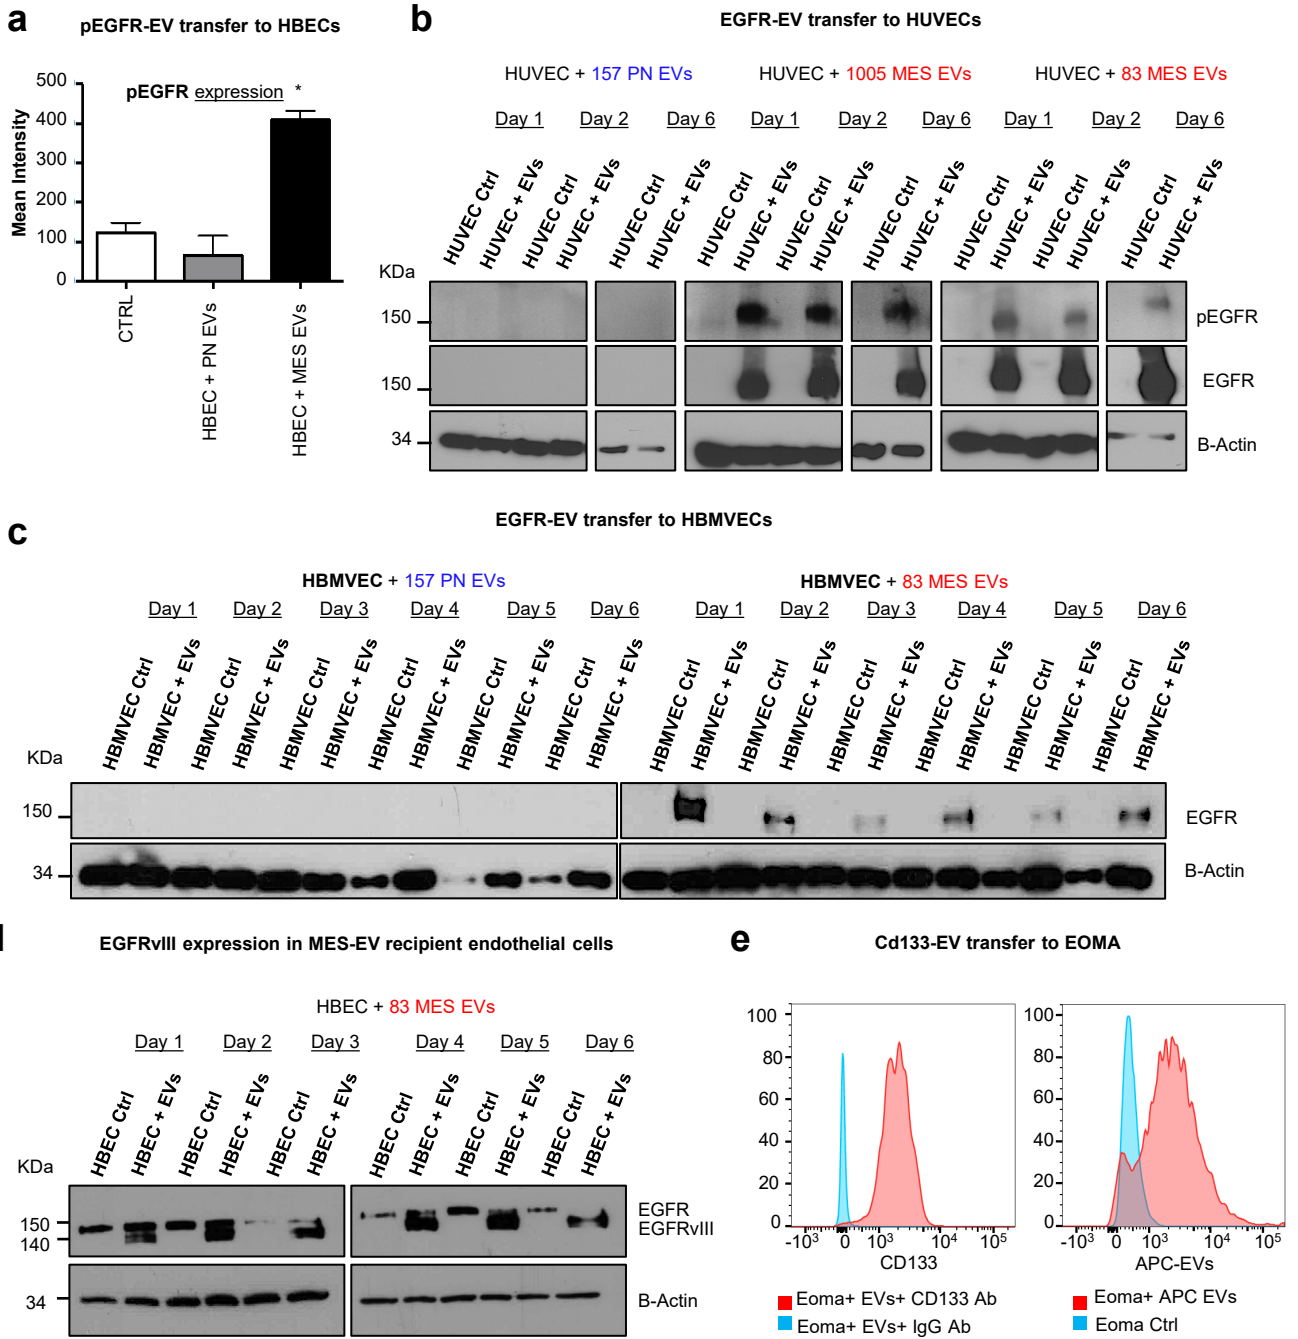 a
pEGFR-EV transfer to HBECs
500
400
300
200
100
0
Mean Intensity
pEGFR expression *
CTRL
HBEC + PN EVs
HBEC + MES EVs
b
EGFR-EV transfer to HUVECs
HUVEC + 157 PN EVs
HUVEC + 1005 MES EVs
HUVEC + 83 MES EVs
Day 1 Day 2 Day 6 Day 1 Day 2 Day 6 Day 1 Day 2 Day 6
HUVEC Ctrl
HUVEC + EVs
HUVEC Ctrl
HUVEC + EVs
HUVEC Ctrl
HUVEC + EVs
HUVEC Ctrl
HUVEC + EVs
HUVEC Ctrl
HUVEC + EVs
HUVEC Ctrl
HUVEC + EVs
HUVEC Ctrl
HUVEC + EVs
HUVEC Ctrl
HUVEC + EVs
HUVEC Ctrl
HUVEC + EVs
KDa
150
pEGFR
150
EGFR
34
B-Actin
c
EGFR-EV transfer to HBMVECs
HBMVEC + 157 PN EVs
HBMVEC + 83 MES EVs
Day 1 Day 2 Day 3 Day 4 Day 5 Day 6 Day 1 Day 2 Day 3 Day 4 Day 5 Day 6
HBMVEC Ctrl
HBMVEC + EVs
HBMVEC Ctrl
HBMVEC + EVs
HBMVEC Ctrl
HBMVEC + EVs
HBMVEC Ctrl
HBMVEC + EVs
HBMVEC Ctrl
HBMVEC + EVs
HBMVEC Ctrl
HBMVEC + EVs
HBMVEC Ctrl
HBMVEC + EVs
HBMVEC Ctrl
HBMVEC + EVs
HBMVEC Ctrl
HBMVEC + EVs
HBMVEC Ctrl
HBMVEC + EVs
HBMVEC Ctrl
HBMVEC + EVs
HBMVEC Ctrl
HBMVEC + EVs
KDa
150
EGFR
34
B-Actin
EGFRvIII expression in MES-EV recipient endothelial cells
HBEC + 83 MES EVs
Day 1 Day 2 Day 3 Day 4 Day 5 Day 6
HBEC Ctrl
HBEC + EVs
HBEC Ctrl
HBEC + EVs
HBEC Ctrl
HBEC + EVs
HBEC Ctrl
HBEC + EVs
HBEC Ctrl
HBEC + EVs
HBEC Ctrl
HBEC + EVs
KDa
150
140
EGFR
EGFRvIII
34
B-Actin
e
Cd133-EV transfer to EOMA
100
80
60
40
20
0
-10³ 0 10³ 10⁴ 10⁵
CD133
Eoma+ EVs+ CD133 Ab
Eoma+ EVs+ IgG Ab
100
80
60
40
20
0
-10³ 0 10³ 10⁴ 10⁵
APC-EVs
Eoma+ APC EVs
Eoma Ctrl